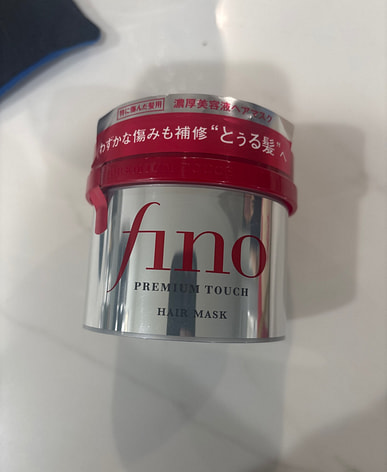 特に傷んだ髪用 濃厚美容液ヘアマスク
わずかな傷みも補修“とぅる髪”へ
fino
PREMIUM TOUCH
HAIR MASK